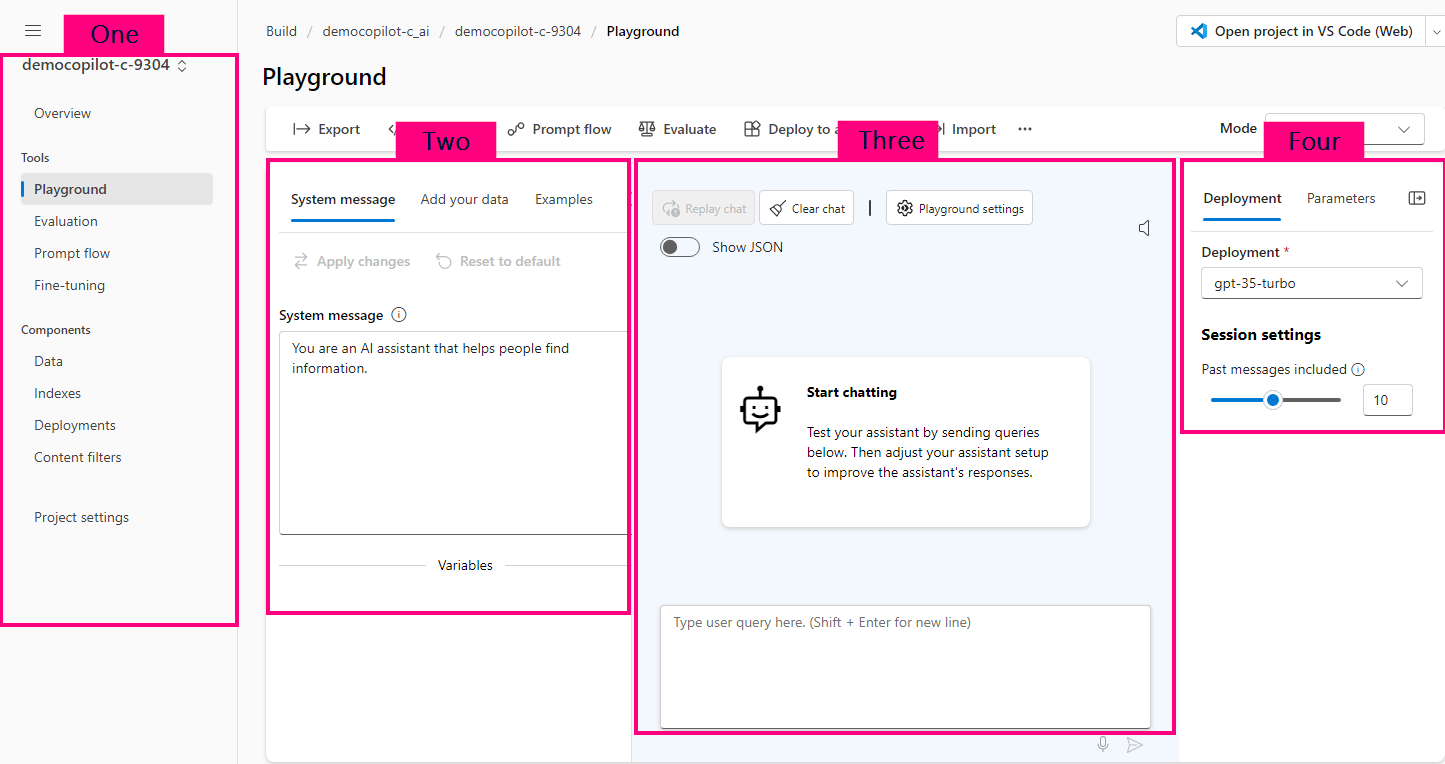 One
democopilot-c-9304
Overview
Tools
Playground
Evaluation
Prompt flow
Fine-tuning
Components
Data
Indexes
Deployments
Content filters
Project settings
Build / democopilot-c_ai / democopilot-c-9304 / Playground
Open project in VS Code (Web)
Playground
Export
Prompt flow
Evaluate
Deploy to a
Import
Mode
Two
System message
Add your data
Examples
Apply changes
Reset to default
System message
You are an AI assistant that helps people find
information.
Variables
Three
Replay chat
Clear chat
Playground settings
Show JSON
Start chatting
Test your assistant by sending queries
below. Then adjust your assistant setup
to improve the assistant's responses.
Type user query here. (Shift + Enter for new line)
Four
Deployment
Parameters
Deployment *
gpt-35-turbo
Session settings
Past messages included
10